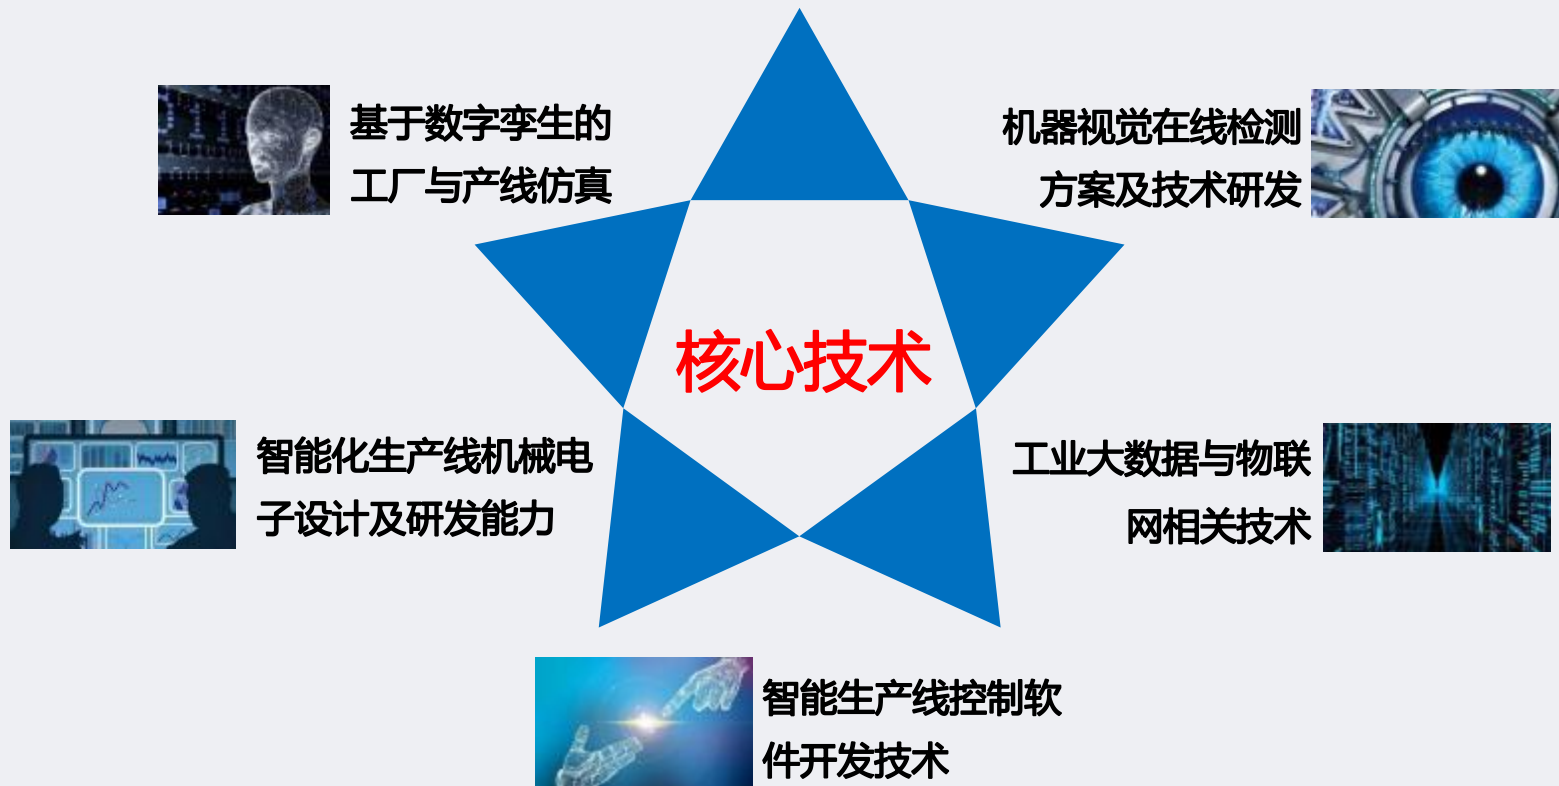 基于数字孪生的
工厂与产线仿真
机器视觉在线检测
方案及技术研发
核心技术
智能化生产线机械电
子设计及研发能力
工业大数据与物联
网相关技术
智能生产线控制软
件开发技术